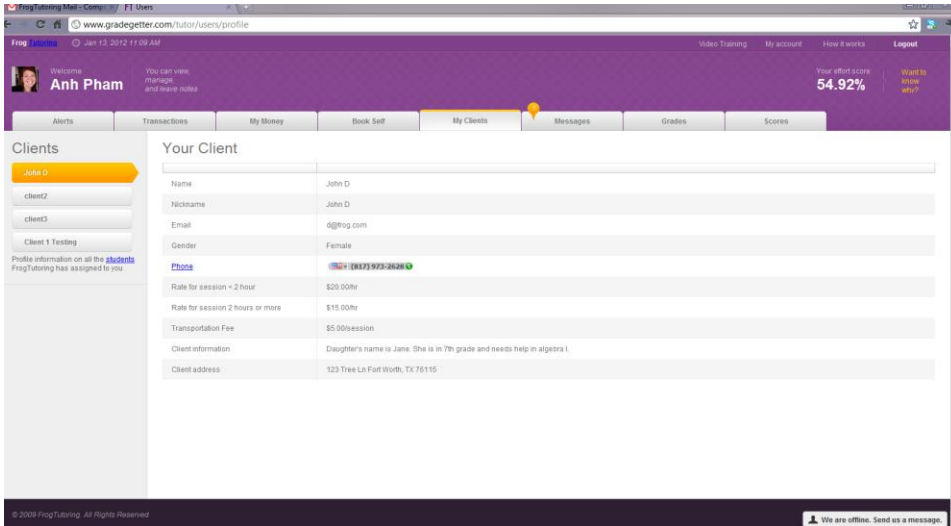 FrogTutoring Mail - Comp
FT Users
www.gradegetter.com/tutor/users/profile
Frog Tutoring Jan 13, 2012 11:09 AM
Video Training My account How it works Logout
Welcome
Anh Pham
You can view,
manage,
and leave notes
Your effort score:
54.92%
Want to
know
why?
Alerts Transactions My Money Book Self My Clients Messages Grades Scores
Clients
John D
client2
client3
Client 1 Testing
Profile information on all the students
FrogTutoring has assigned to you
Your Client
Name John D
Nickname John D
Email d@frog.com
Gender Female
Phone (817) 973-2628
Rate for session < 2 hour $20.00/hr
Rate for session 2 hours or more $15.00/hr
Transportation Fee $5.00/session
Client information Daughter's name is Jane. She is in 7th grade and needs help in algebra I.
Client address 123 Tree Ln Fort Worth, TX 76115
© 2009 FrogTutoring. All Rights Reserved
We are offline. Send us a message.